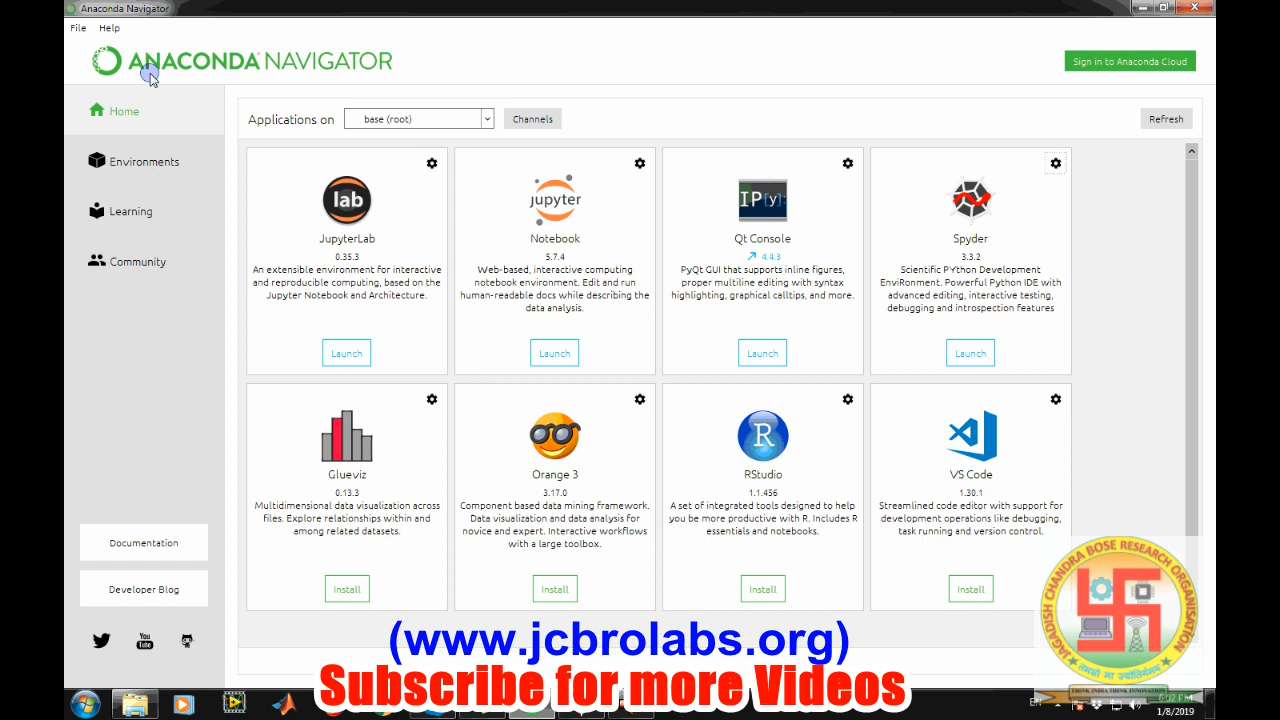 Anaconda Navigator
File Help
ANACONDA NAVIGATOR
Sign in to Anaconda Cloud
Home
Environments
Learning
Community
Documentation
Developer Blog
You
Tube
Applications on base (root) Channels Refresh
lab
JupyterLab
0.35.3
An extensible environment for interactive
and reproducible computing, based on the
Jupyter Notebook and Architecture.
Launch
jupyter
Notebook
5.7.4
Web-based, interactive computing
notebook environment. Edit and run
human-readable docs while describing the
data analysis.
Launch
IP[y]:
Qt Console
4.4.3
PyQt GUI that supports inline figures,
proper multiline editing with syntax
highlighting, graphical calltips, and more.
Launch
Spyder
3.3.2
Scientific PYthon Development
EnviRonment. Powerful Python IDE with
advanced editing, interactive testing,
debugging and introspection features
Launch
Glueviz
0.13.3
Multidimensional data visualization across
files. Explore relationships within and
among related datasets.
Install
Orange 3
3.17.0
Component based data mining framework.
Data visualization and data analysis for
novice and expert. Interactive workflows
with a large toolbox.
Install
R
RStudio
1.1.456
A set of integrated tools designed to help
you be more productive with R. Includes R
essentials and notebooks.
Install
VS Code
1.30.1
Streamlined code editor with support for
development operations like debugging,
task running and version control.
Install
JAGADISH CHANDRA BOSE RESEARCH ORGANISATION
THINK INDIA THINK INNOVATION
(www.jcbrolabs.org)
Subscribe for more Videos
EN
6:02 PM
1/8/2019